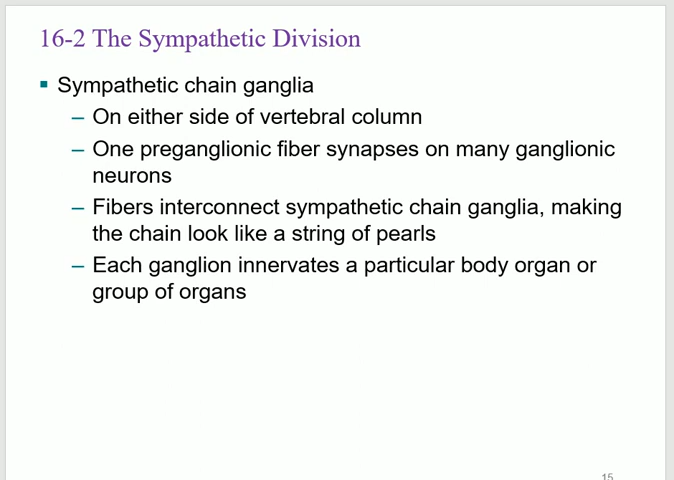 16-2 The Sympathetic Division
▪ Sympathetic chain ganglia
– On either side of vertebral column
– One preganglionic fiber synapses on many ganglionic
neurons
– Fibers interconnect sympathetic chain ganglia, making
the chain look like a string of pearls
– Each ganglion innervates a particular body organ or
group of organs
15